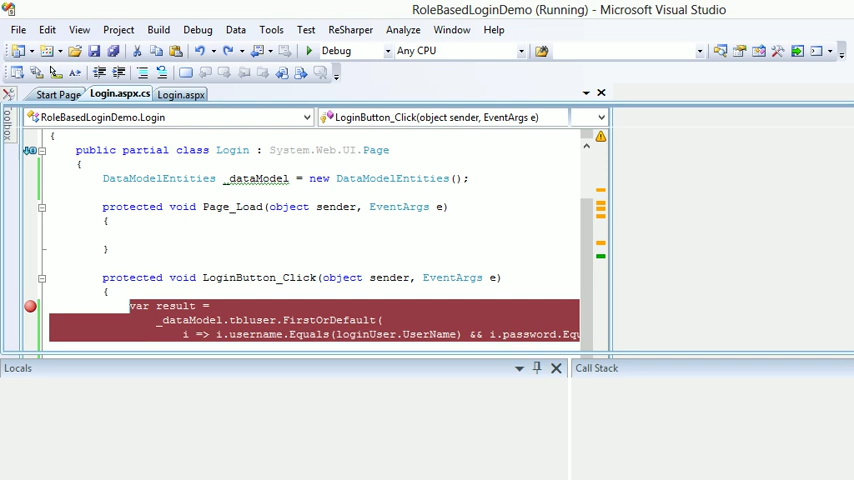 RoleBasedLoginDemo (Running) - Microsoft Visual Studio
File Edit View Project Build Debug Data Tools Test ReSharper Analyze Window Help
Debug Any CPU
Start Page Login.aspx.cs Login.aspx
Toolbox
RoleBasedLoginDemo.Login LoginButton_Click(object sender, EventArgs e)
{
public partial class Login : System.Web.UI.Page
{
DataModelEntities _dataModel = new DataModelEntities();
protected void Page_Load(object sender, EventArgs e)
{
}
protected void LoginButton_Click(object sender, EventArgs e)
{
var result =
_dataModel.tbluser.FirstOrDefault(
i => i.username.Equals(loginUser.UserName) && i.password.Equ
Locals Call Stack